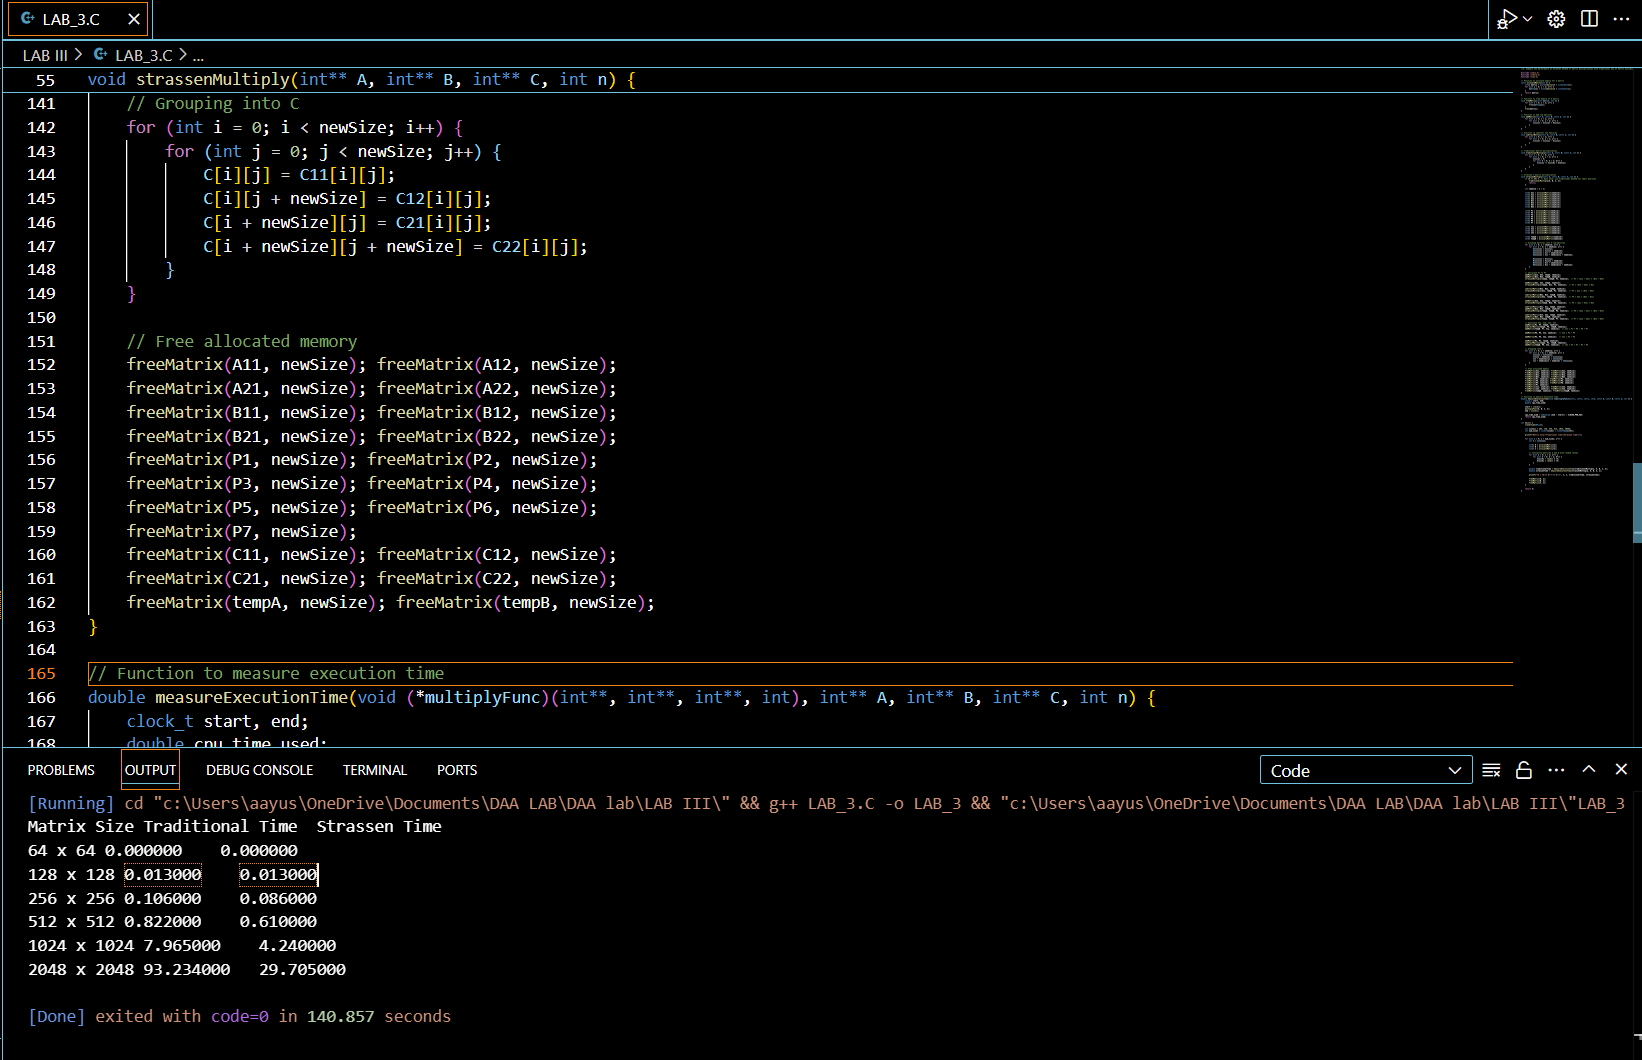 LAB_3.C
LAB III > LAB_3.C > ...
55 void strassenMultiply(int** A, int** B, int** C, int n) {
141 // Grouping into C
142 for (int i = 0; i < newSize; i++) {
143 for (int j = 0; j < newSize; j++) {
144 C[i][j] = C11[i][j];
145 C[i][j + newSize] = C12[i][j];
146 C[i + newSize][j] = C21[i][j];
147 C[i + newSize][j + newSize] = C22[i][j];
148 }
149 }
150
151 // Free allocated memory
152 freeMatrix(A11, newSize); freeMatrix(A12, newSize);
153 freeMatrix(A21, newSize); freeMatrix(A22, newSize);
154 freeMatrix(B11, newSize); freeMatrix(B12, newSize);
155 freeMatrix(B21, newSize); freeMatrix(B22, newSize);
156 freeMatrix(P1, newSize); freeMatrix(P2, newSize);
157 freeMatrix(P3, newSize); freeMatrix(P4, newSize);
158 freeMatrix(P5, newSize); freeMatrix(P6, newSize);
159 freeMatrix(P7, newSize);
160 freeMatrix(C11, newSize); freeMatrix(C12, newSize);
161 freeMatrix(C21, newSize); freeMatrix(C22, newSize);
162 freeMatrix(tempA, newSize); freeMatrix(tempB, newSize);
163 }
164
165 // Function to measure execution time
166 double measureExecutionTime(void (*multiplyFunc)(int**, int**, int**, int), int** A, int** B, int** C, int n) {
167 clock_t start, end;
168 double cpu_time_used;
PROBLEMS OUTPUT DEBUG CONSOLE TERMINAL PORTS Code
[Running] cd "c:\Users\aayus\OneDrive\Documents\DAA LAB\DAA lab\LAB III\" && g++ LAB_3.C -o LAB_3 && "c:\Users\aayus\OneDrive\Documents\DAA LAB\DAA lab\LAB III\"LAB_3
Matrix Size Traditional Time Strassen Time
64 x 64 0.000000 0.000000
128 x 128 0.013000 0.013000
256 x 256 0.106000 0.086000
512 x 512 0.822000 0.610000
1024 x 1024 7.965000 4.240000
2048 x 2048 93.234000 29.705000
[Done] exited with code=0 in 140.857 seconds